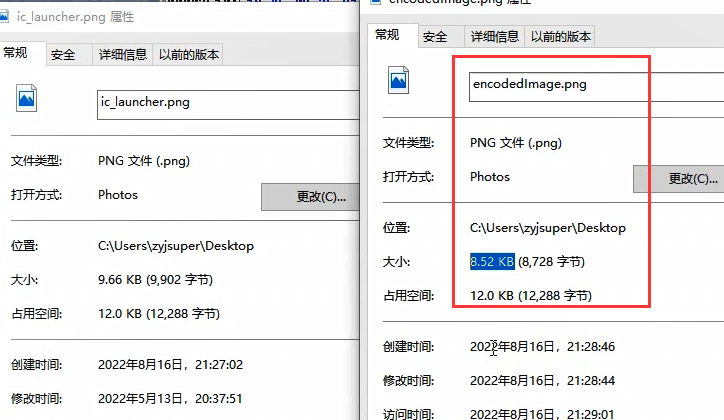 ic_launcher.png 属性
常规 安全 详细信息 以前的版本
ic_launcher.png
文件类型: PNG 文件 (.png)
打开方式: Photos 更改(C)...
位置: C:\Users\zyjsuper\Desktop
大小: 9.66 KB (9,902 字节)
占用空间: 12.0 KB (12,288 字节)
创建时间: 2022年8月16日，21:27:02
修改时间: 2022年5月13日，20:37:51
encodedImage.png 属性
常规 安全 详细信息 以前的版本
encodedImage.png
文件类型: PNG 文件 (.png)
打开方式: Photos 更改(C)...
位置: C:\Users\zyjsuper\Desktop
大小: 8.52 KB (8,728 字节)
占用空间: 12.0 KB (12,288 字节)
创建时间: 2022年8月16日，21:28:46
修改时间: 2022年8月16日，21:28:44
访问时间: 2022年8月16日，21:29:01